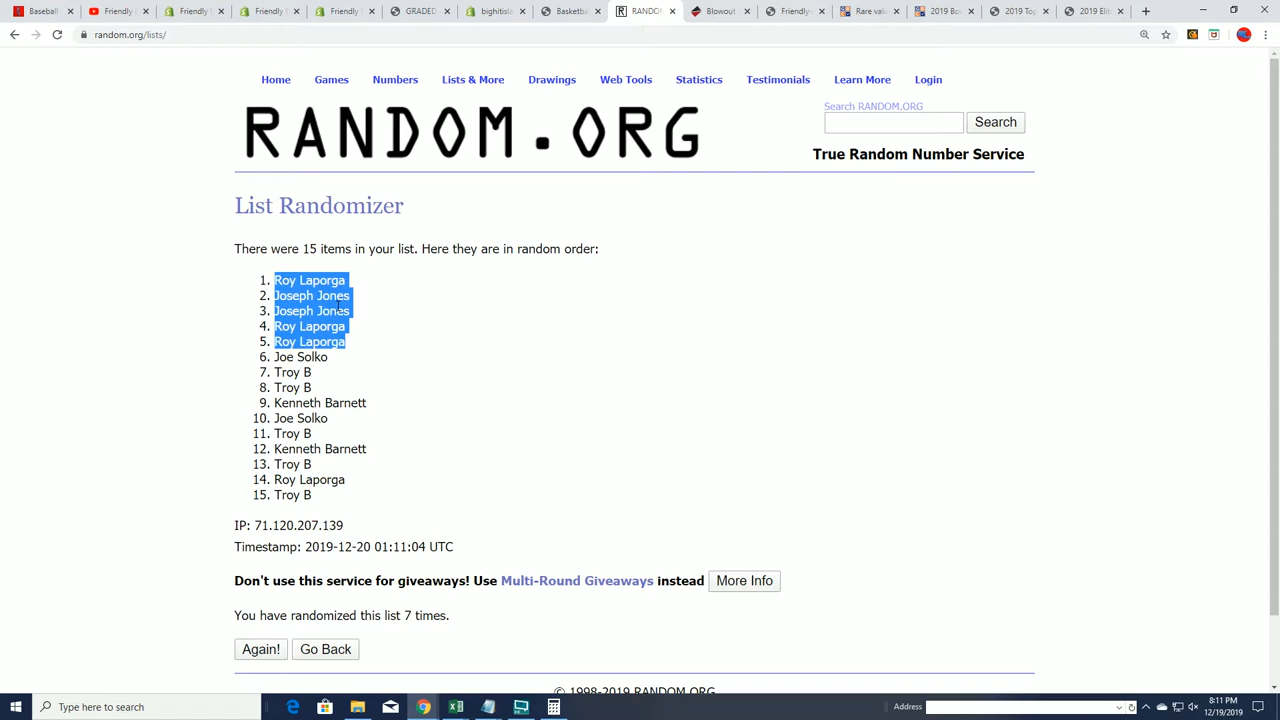 Baseball
Friendly
Friendly
Friendly
Friendly
GRADED
bighitsla
Basketba
RANDOM
Blowout
Friendly
Rare valu
2019 Bo
2019 Top
2019 Elit
random.org/lists/
Home Games Numbers Lists & More Drawings Web Tools Statistics Testimonials Learn More Login
RANDOM.ORG
Search RANDOM.ORG
Search
True Random Number Service
List Randomizer
There were 15 items in your list. Here they are in random order:
1. Roy Laporga
2. Joseph Jones
3. Joseph Jones
4. Roy Laporga
5. Roy Laporga
6. Joe Solko
7. Troy B
8. Troy B
9. Kenneth Barnett
10. Joe Solko
11. Troy B
12. Kenneth Barnett
13. Troy B
14. Roy Laporga
15. Troy B
IP: 71.120.207.139
Timestamp: 2019-12-20 01:11:04 UTC
Don't use this service for giveaways! Use Multi-Round Giveaways instead More Info
You have randomized this list 7 times.
Again! Go Back
© 1998-2019 RANDOM.ORG
Type here to search
Address
8:11 PM
12/19/2019